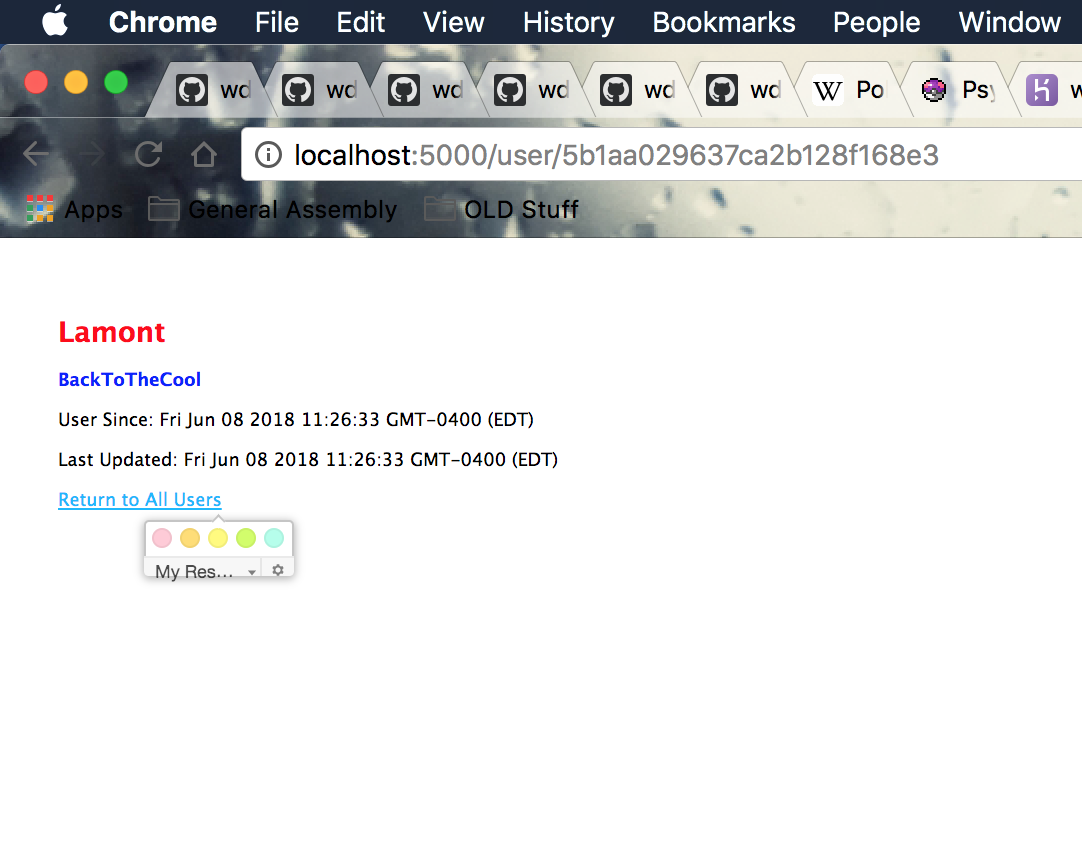 Chrome File Edit View History Bookmarks People Window
wd wd wd wd wd wd W Po Psy w
localhost:5000/user/5b1aa029637ca2b128f168e3
Apps General Assembly OLD Stuff
Lamont
BackToTheCool
User Since: Fri Jun 08 2018 11:26:33 GMT-0400 (EDT)
Last Updated: Fri Jun 08 2018 11:26:33 GMT-0400 (EDT)
Return to All Users
My Res...